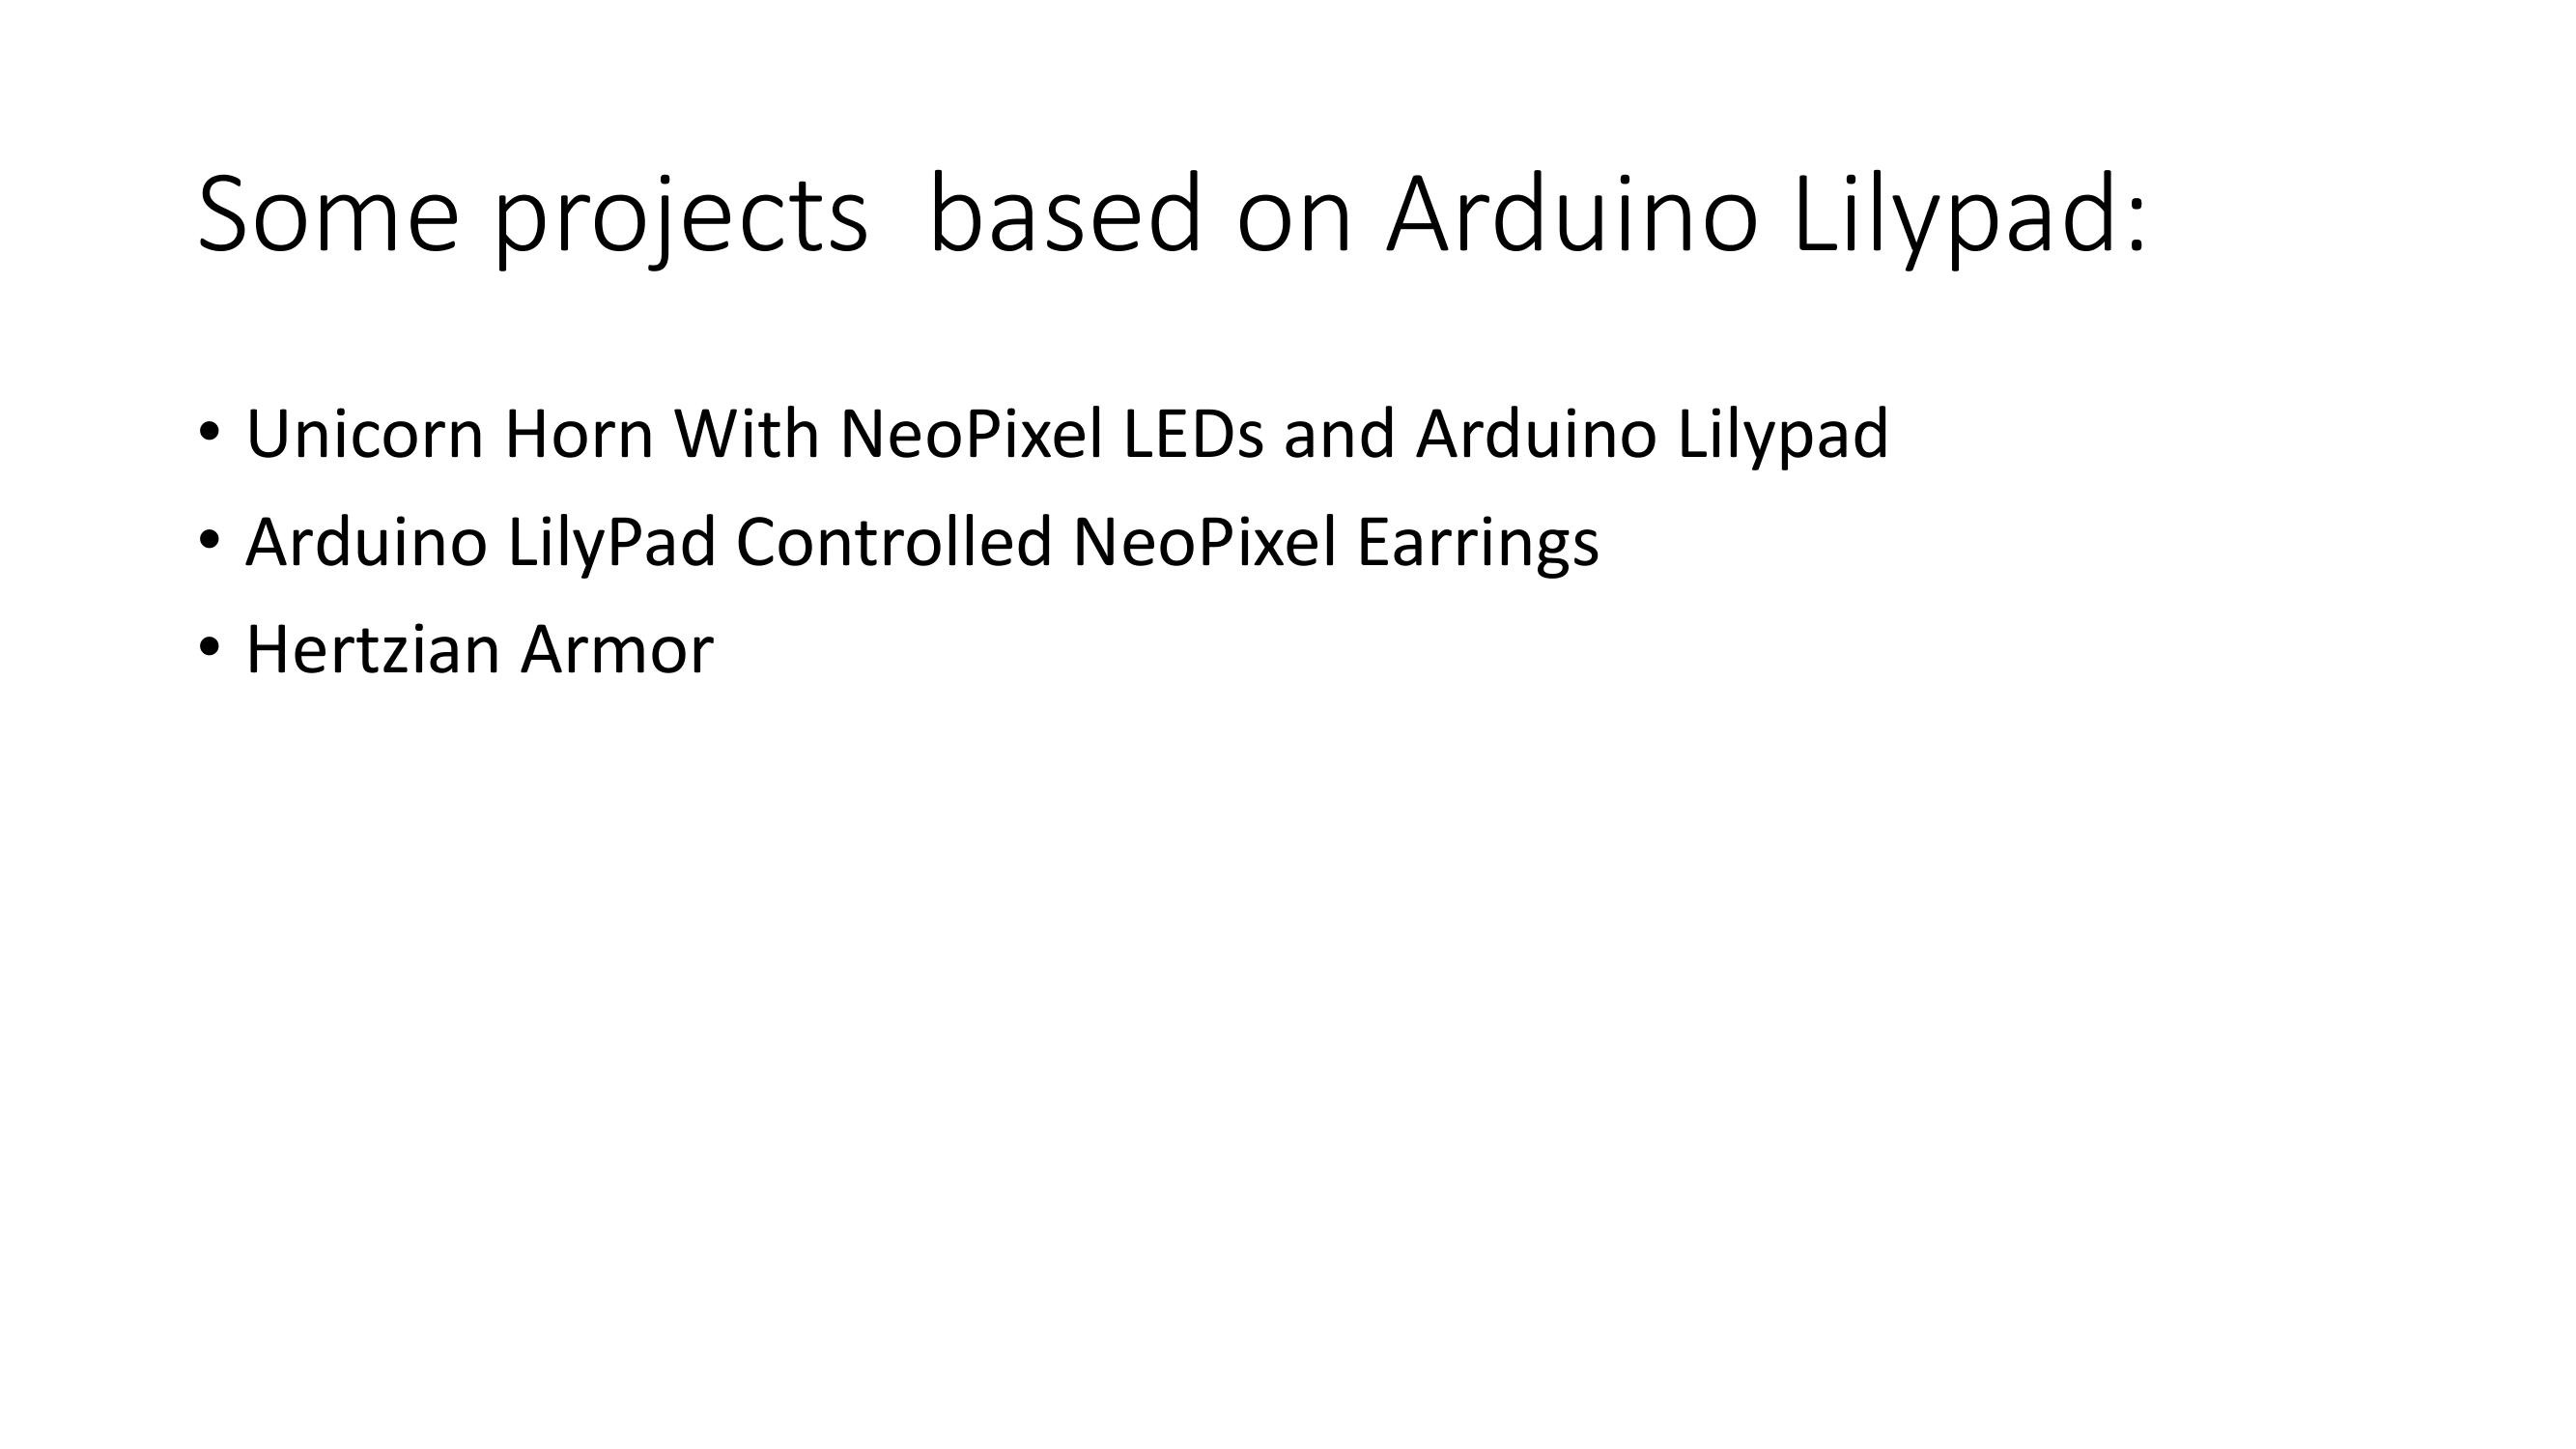 Some projects  based on Arduino Lilypad:
• Unicorn Horn With NeoPixel LEDs and Arduino Lilypad
• Arduino LilyPad Controlled NeoPixel Earrings
• Hertzian Armor